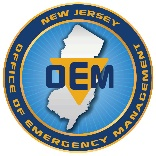 NEW JERSEY
OEM
OFFICE OF EMERGENCY MANAGEMENT